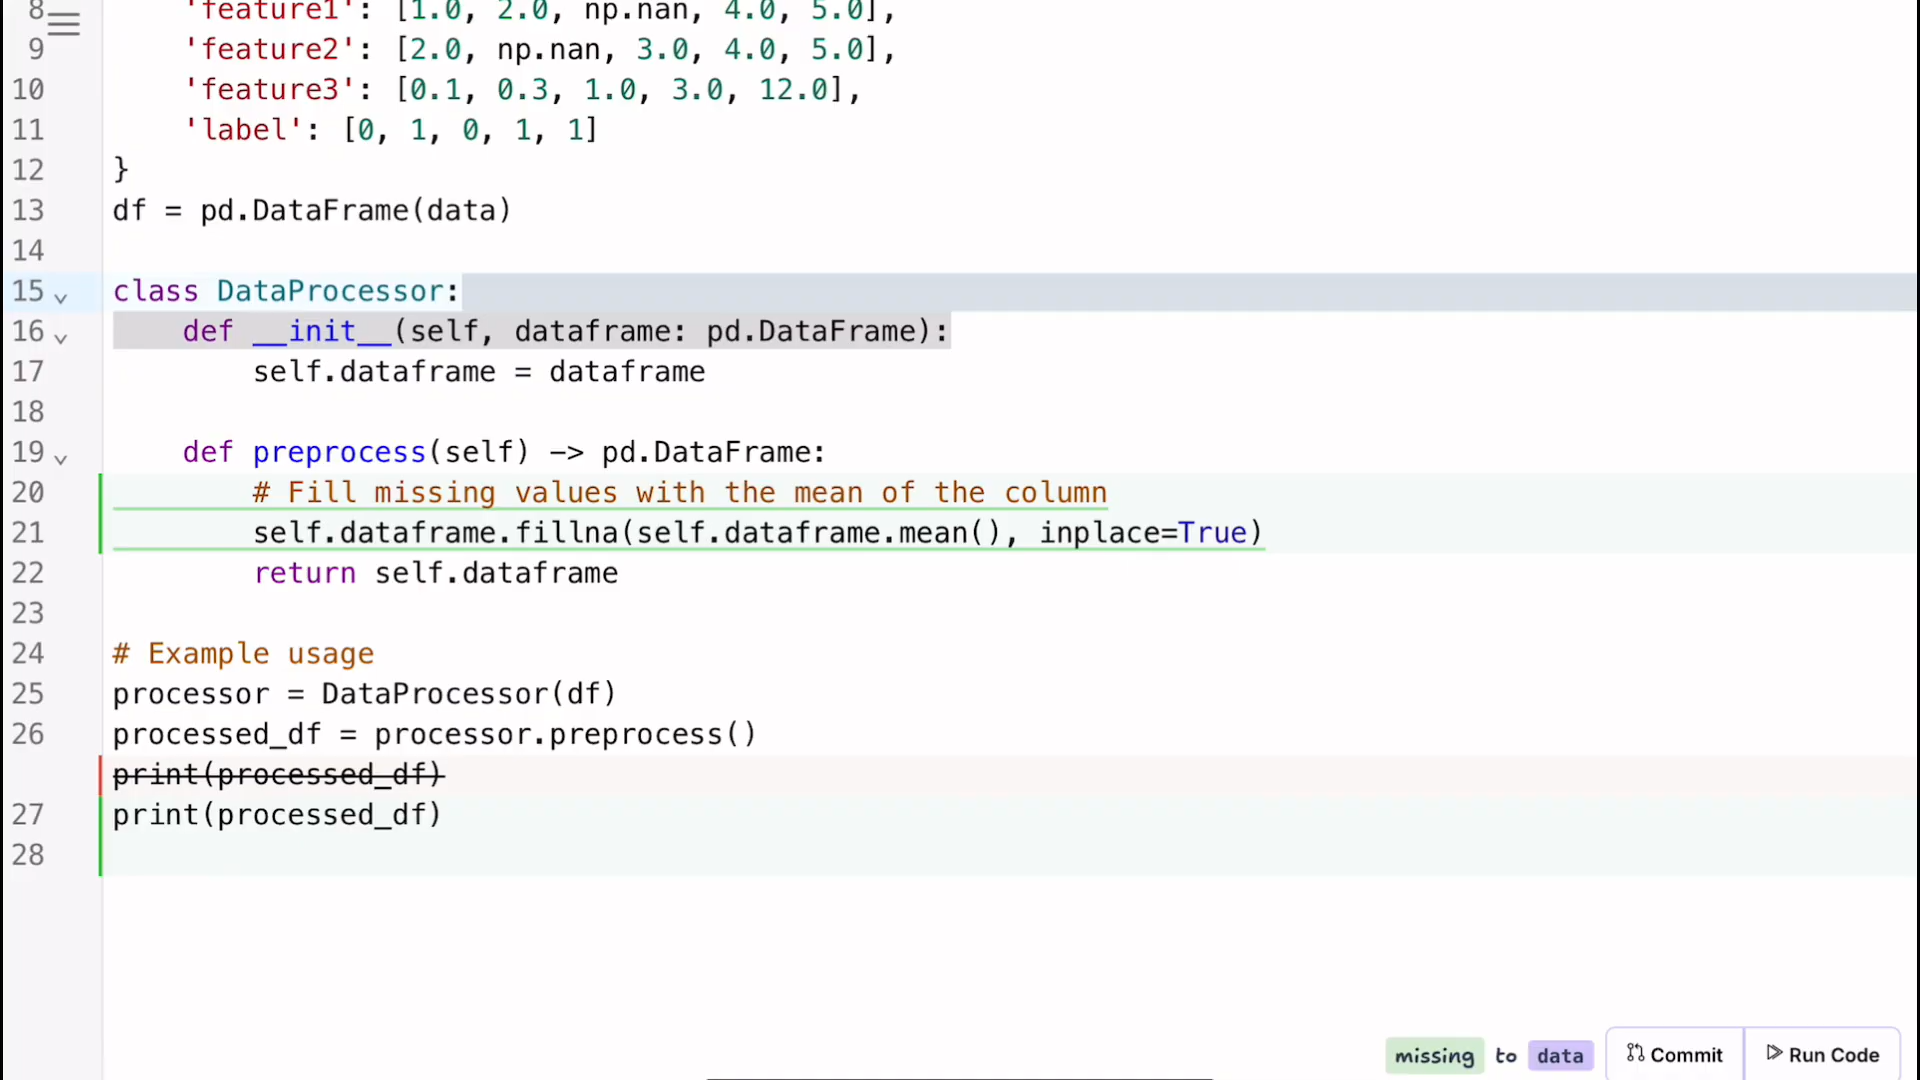 8 'feature1': [1.0, 2.0, np.nan, 4.0, 5.0],
9 'feature2': [2.0, np.nan, 3.0, 4.0, 5.0],
10 'feature3': [0.1, 0.3, 1.0, 3.0, 12.0],
11 'label': [0, 1, 0, 1, 1]
12 }
13 df = pd.DataFrame(data)
14
15 class DataProcessor:
16 def __init__(self, dataframe: pd.DataFrame):
17 self.dataframe = dataframe
18
19 def preprocess(self) -> pd.DataFrame:
20 # Fill missing values with the mean of the column
21 self.dataframe.fillna(self.dataframe.mean(), inplace=True)
22 return self.dataframe
23
24 # Example usage
25 processor = DataProcessor(df)
26 processed_df = processor.preprocess()
print(processed_df)
27 print(processed_df)
28
missing to data Commit Run Code